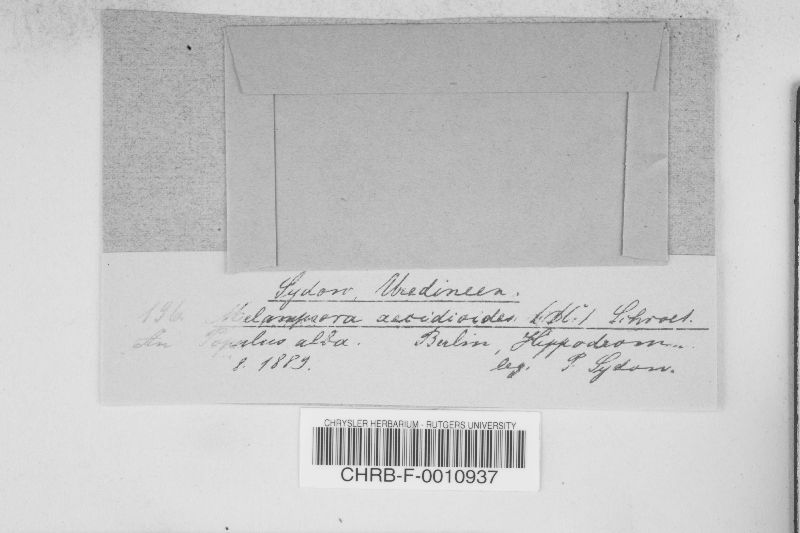 Sydow, Uredineen.
136. Melampsora aecidioides (DC.) Schroet.
An Populus alba. Berlin, Hippodrom.
8. 1889. leg. P. Sydow.
CHRYSLER HERBARIUM - RUTGERS UNIVERSITY
CHRB-F-0010937